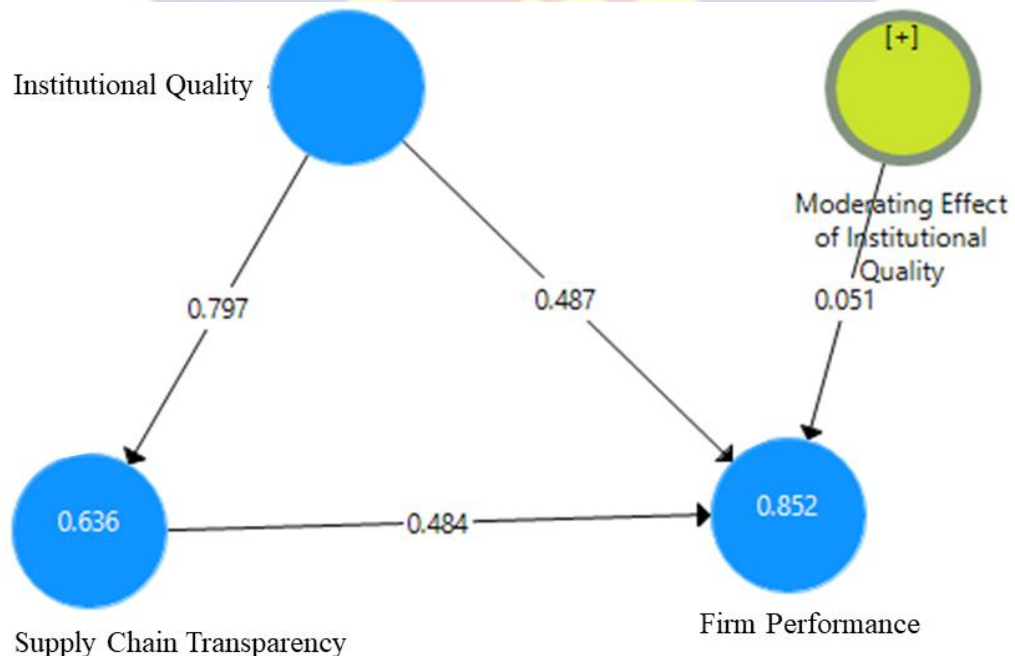 [+]
Institutional Quality
Moderating Effect
of Institutional
Quality
0.797
0.487
0.051
0.636
0.484
0.852
Firm Performance
Supply Chain Transparency